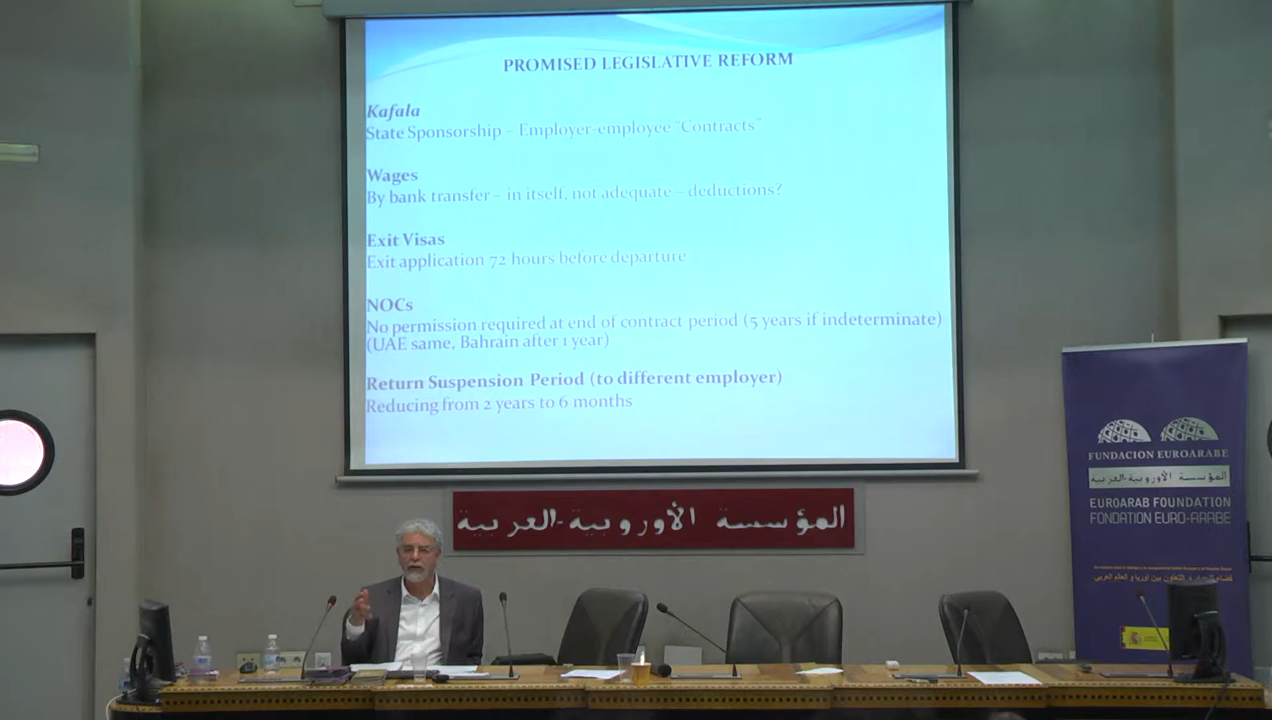 PROMISED LEGISLATIVE REFORM
Kafala
State Sponsorship – Employer-employee "Contracts"
Wages
By bank transfer – in itself, not adequate – deductions?
Exit Visas
Exit application 72 hours before departure
NOCs
No permission required at end of contract period (5 years if indeterminate)
(UAE same, Bahrain after 1 year)
Return Suspension Period (to different employer)
Reducing from 2 years to 6 months
المؤسسة الأوروبية-العربية
FUNDACION EUROARABE
المؤسسة الأوروبية-العربية
EUROARAB FOUNDATION
FONDATION EURO-ARABE